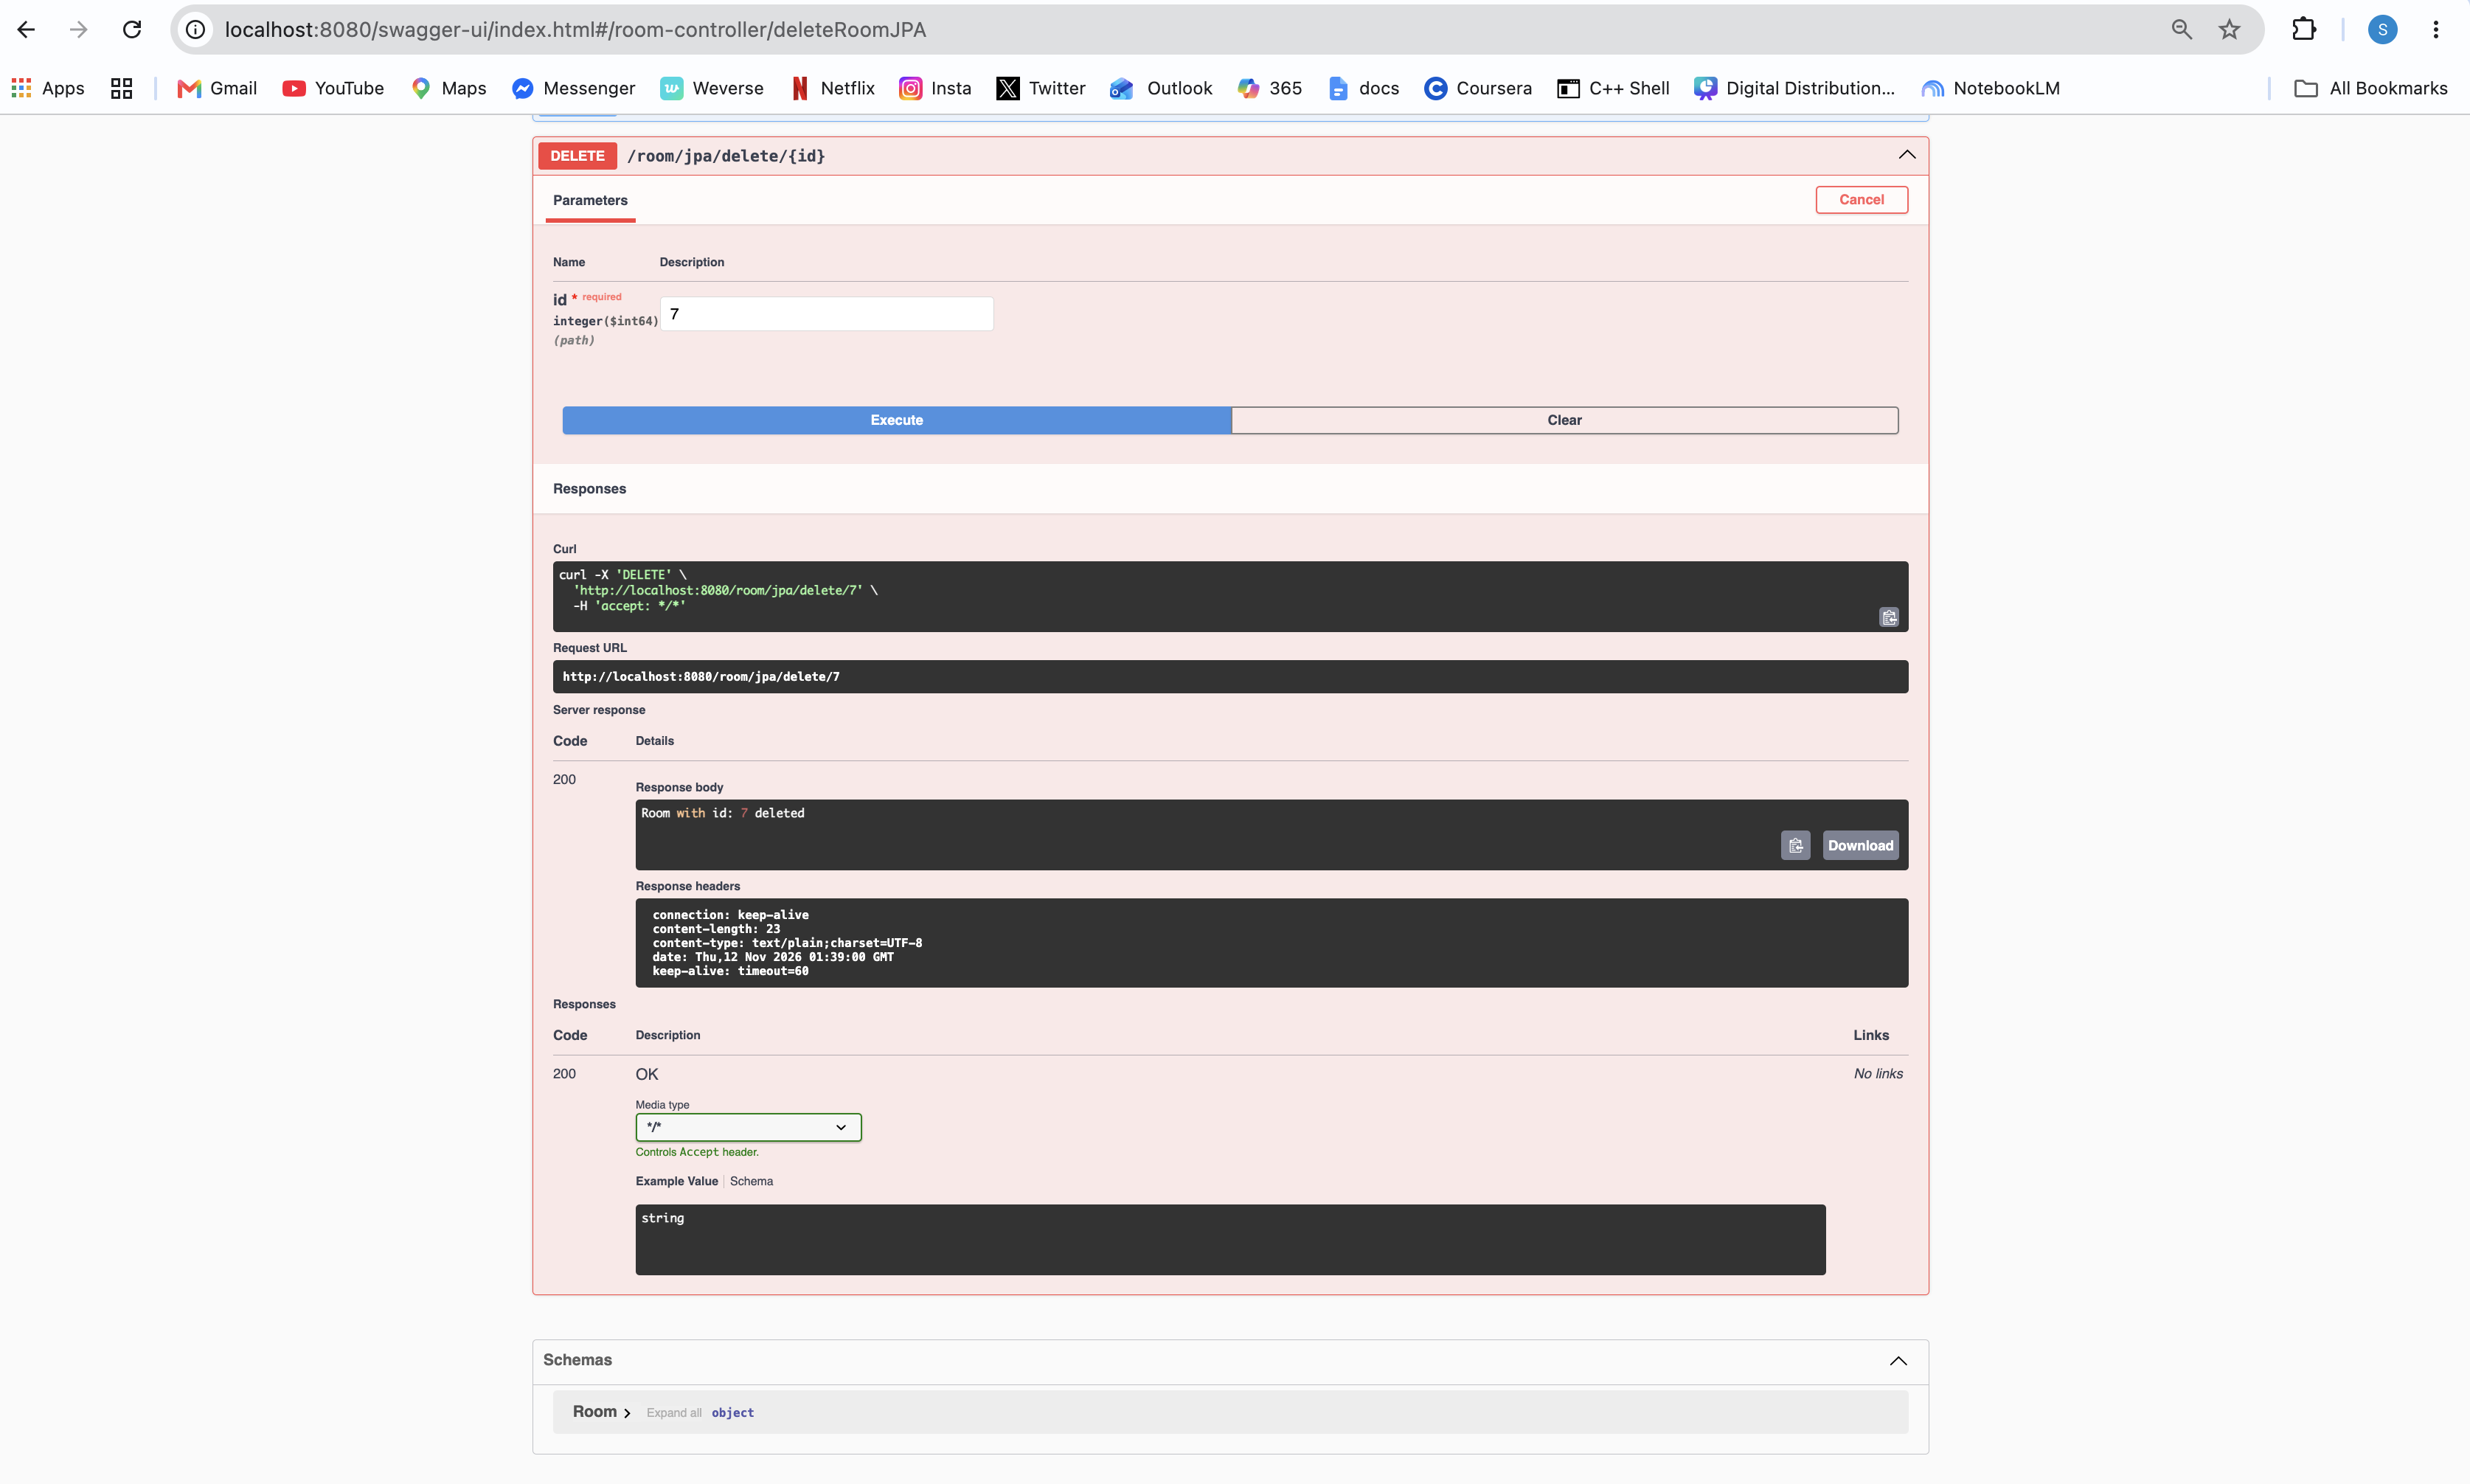 localhost:8080/swagger-ui/index.html#/room-controller/deleteRoomJPA
S
Apps Gmail YouTube Maps Messenger Weverse Netflix Insta Twitter Outlook 365 docs Coursera C++ Shell Digital Distribution... NotebookLM All Bookmarks
DELETE /room/jpa/delete/{id}
Parameters Cancel
Name Description
id * required
integer($int64)
(path)
7
Execute Clear
Responses
Curl
curl -X 'DELETE' \
'http://localhost:8080/room/jpa/delete/7' \
-H 'accept: */*'
Request URL
http://localhost:8080/room/jpa/delete/7
Server response
Code Details
200
Response body
Room with id: 7 deleted
Download
Response headers
connection: keep-alive
content-length: 23
content-type: text/plain;charset=UTF-8
date: Thu,12 Nov 2026 01:39:00 GMT
keep-alive: timeout=60
Responses
Code Description Links
200 OK No links
Media type
*/*
Controls Accept header.
Example Value Schema
string
Schemas
Room Expand all object